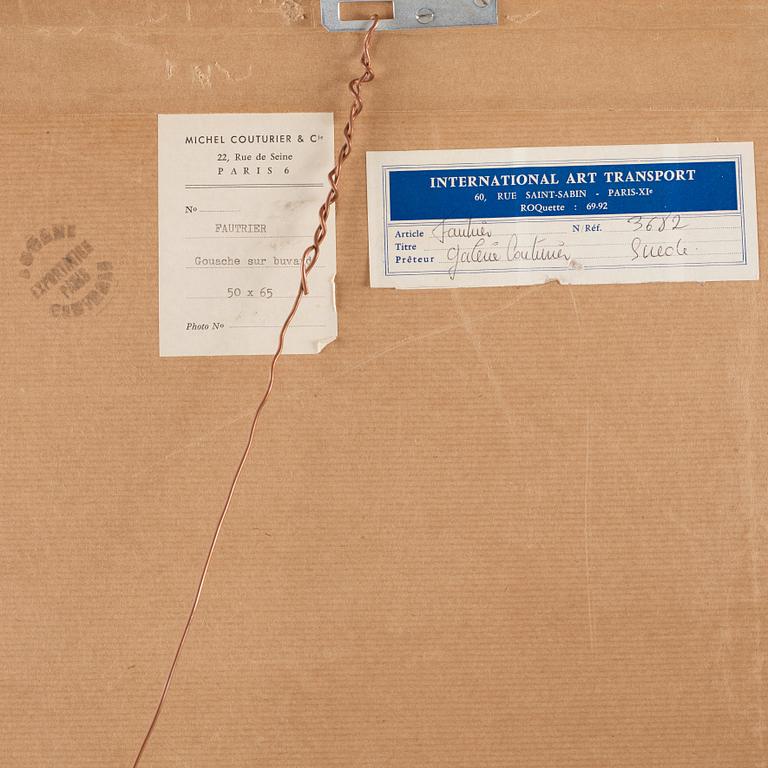 MICHEL COUTURIER & Cie
22, Rue de Seine
PARIS 6
No
FAUTRIER
Gouache sur buvard
50 x 65
Photo No
INTERNATIONAL ART TRANSPORT
60, RUE SAINT-SABIN - PARIS-XIe
ROQuette : 69-92
Article Fautrier N/Réf. 3682
Titre Suede
Prêteur Galerie Couturier
EXPORTATION
PARIS